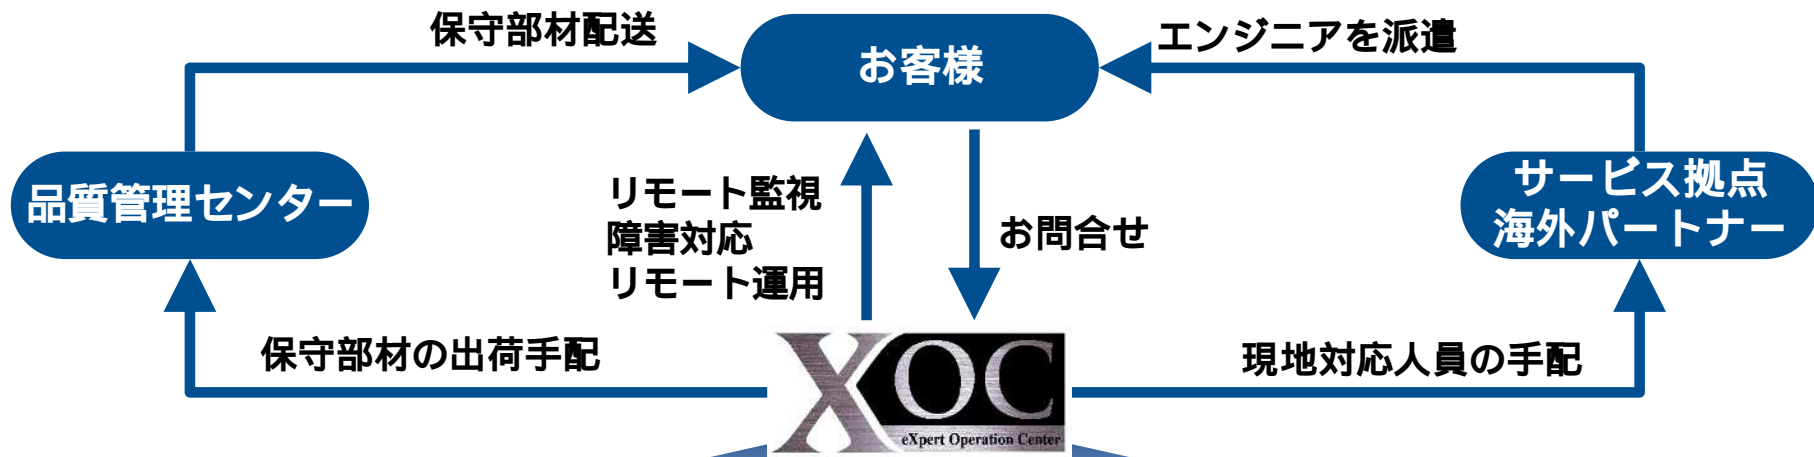 保守部材配送
お客様
エンジニアを派遣
品質管理センター
リモート監視
障害対応
リモート運用
お問合せ
サービス拠点
海外パートナー
保守部材の出荷手配
現地対応人員の手配
XOC
eXpert Operation Center